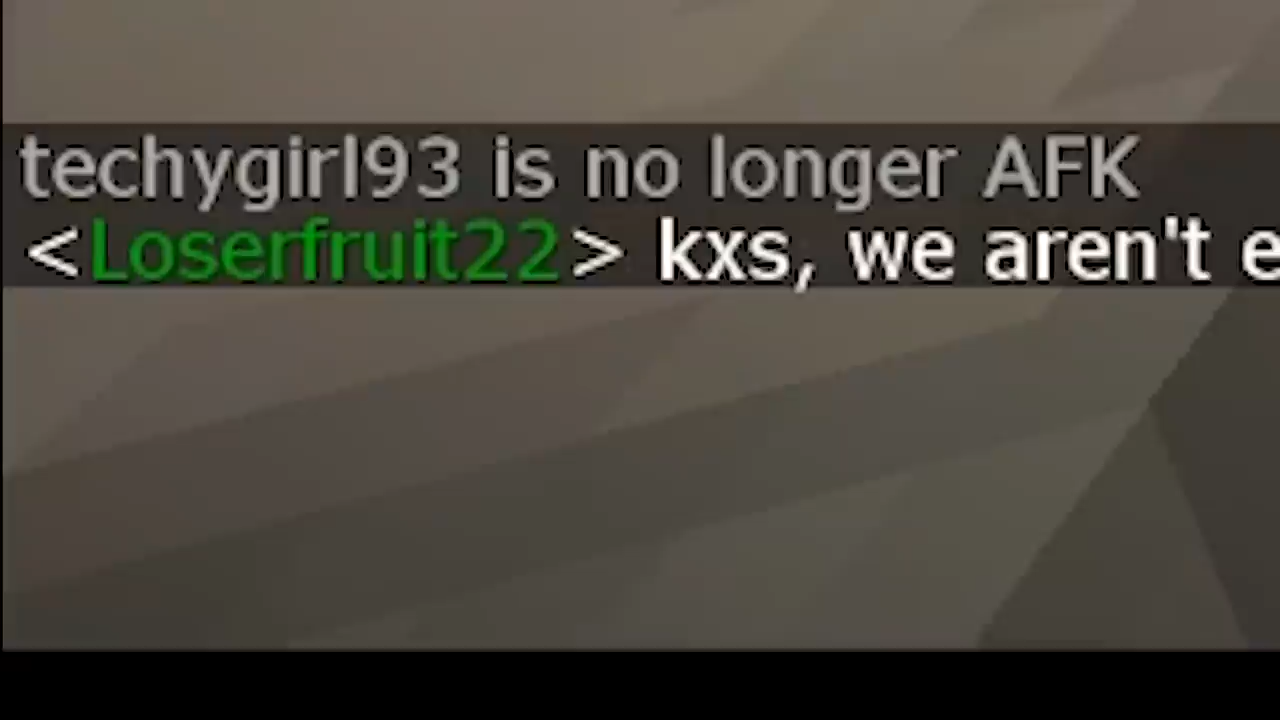 techygirl93 is no longer AFK
<Loserfruit22> kxs, we aren't e